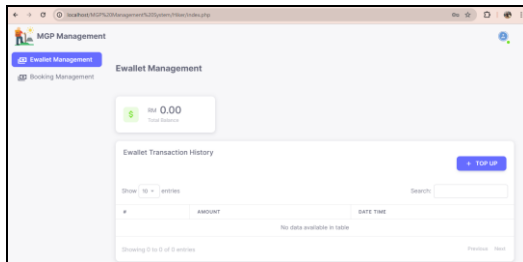 localhost/MGP%20Management%20System/View/index.php
MGP Management
Ewallet Management
Booking Management
Ewallet Management
$
RM 0.00
Total Balance
Ewallet Transaction History
+ TOP UP
Show 10 entries
Search:
# AMOUNT DATE TIME
No data available in table
Showing 0 to 0 of 0 entries
Previous Next